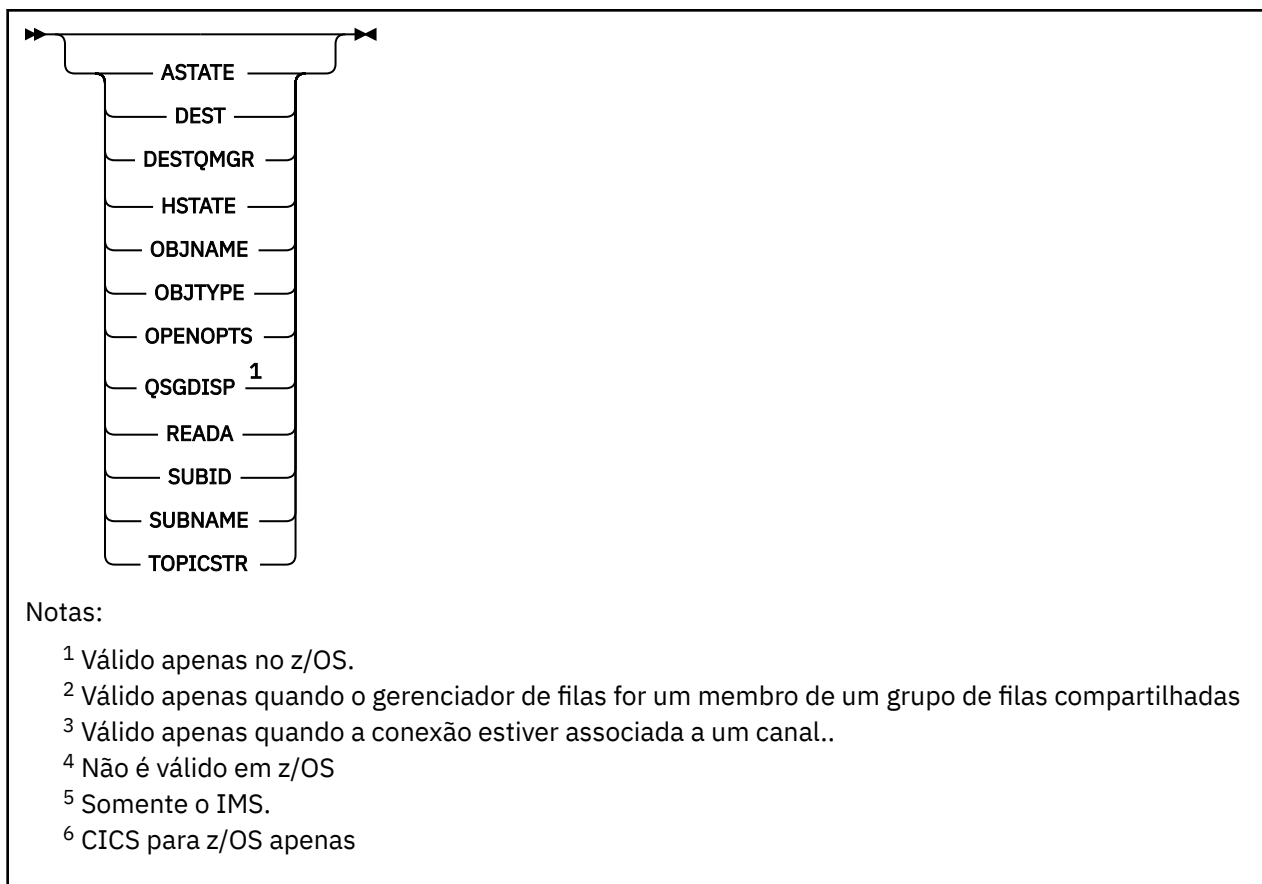 ASTATE
DEST
DESTQMGR
HSTATE
OBJNAME
OBJTYPE
OPENOPTS
QSGDISP 1
READA
SUBID
SUBNAME
TOPICSTR
Notas:
1 Válido apenas no z/OS.
2 Válido apenas quando o gerenciador de filas for um membro de um grupo de filas compartilhadas
3 Válido apenas quando a conexão estiver associada a um canal..
4 Não é válido em z/OS
5 Somente o IMS.
6 CICS para z/OS apenas